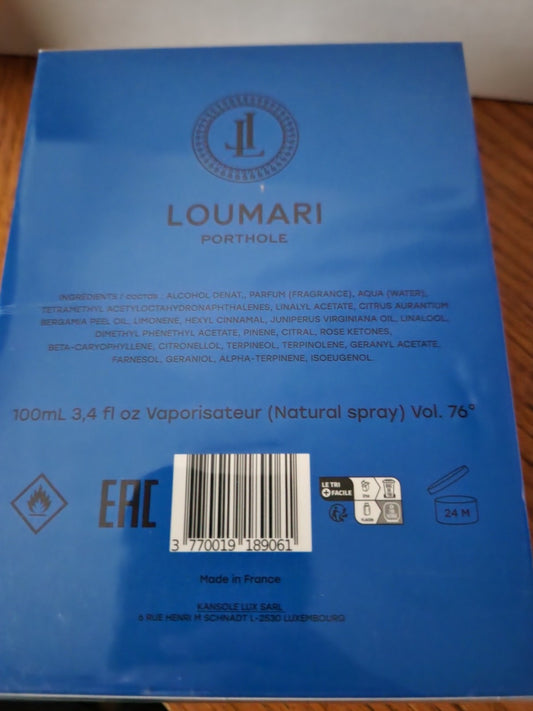 LOUMARI
PORTHOLE
INGRÉDIENTS / состав : ALCOHOL DENAT., PARFUM (FRAGRANCE), AQUA (WATER),
TETRAMETHYL ACETYLOCTAHYDRONAPHTHALENES, LINALYL ACETATE, CITRUS AURANTIUM
BERGAMIA PEEL OIL, LIMONENE, HEXYL CINNAMAL, JUNIPERUS VIRGINIANA OIL, LINALOOL,
DIMETHYL PHENETHYL ACETATE, PINENE, CITRAL, ROSE KETONES,
BETA-CARYOPHYLLENE, CITRONELLOL, TERPINEOL, TERPINOLENE, GERANYL ACETATE,
FARNESOL, GERANIOL, ALPHA-TERPINENE, ISOEUGENOL.
100mL 3,4 fl oz Vaporisateur (Natural spray) Vol. 76°
EAC
LE TRI
+ FACILE
24 M
3 770019 189061
Made in France
KANSOLE LUX SARL
6 RUE HENRI M SCHNADT L-2530 LUXEMBOURG